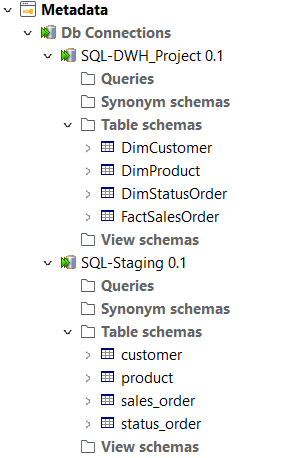 Metadata
Db Connections
SQL-DWH_Project 0.1
Queries
Synonym schemas
Table schemas
DimCustomer
DimProduct
DimStatusOrder
FactSalesOrder
View schemas
SQL-Staging 0.1
Queries
Synonym schemas
Table schemas
customer
product
sales_order
status_order
View schemas